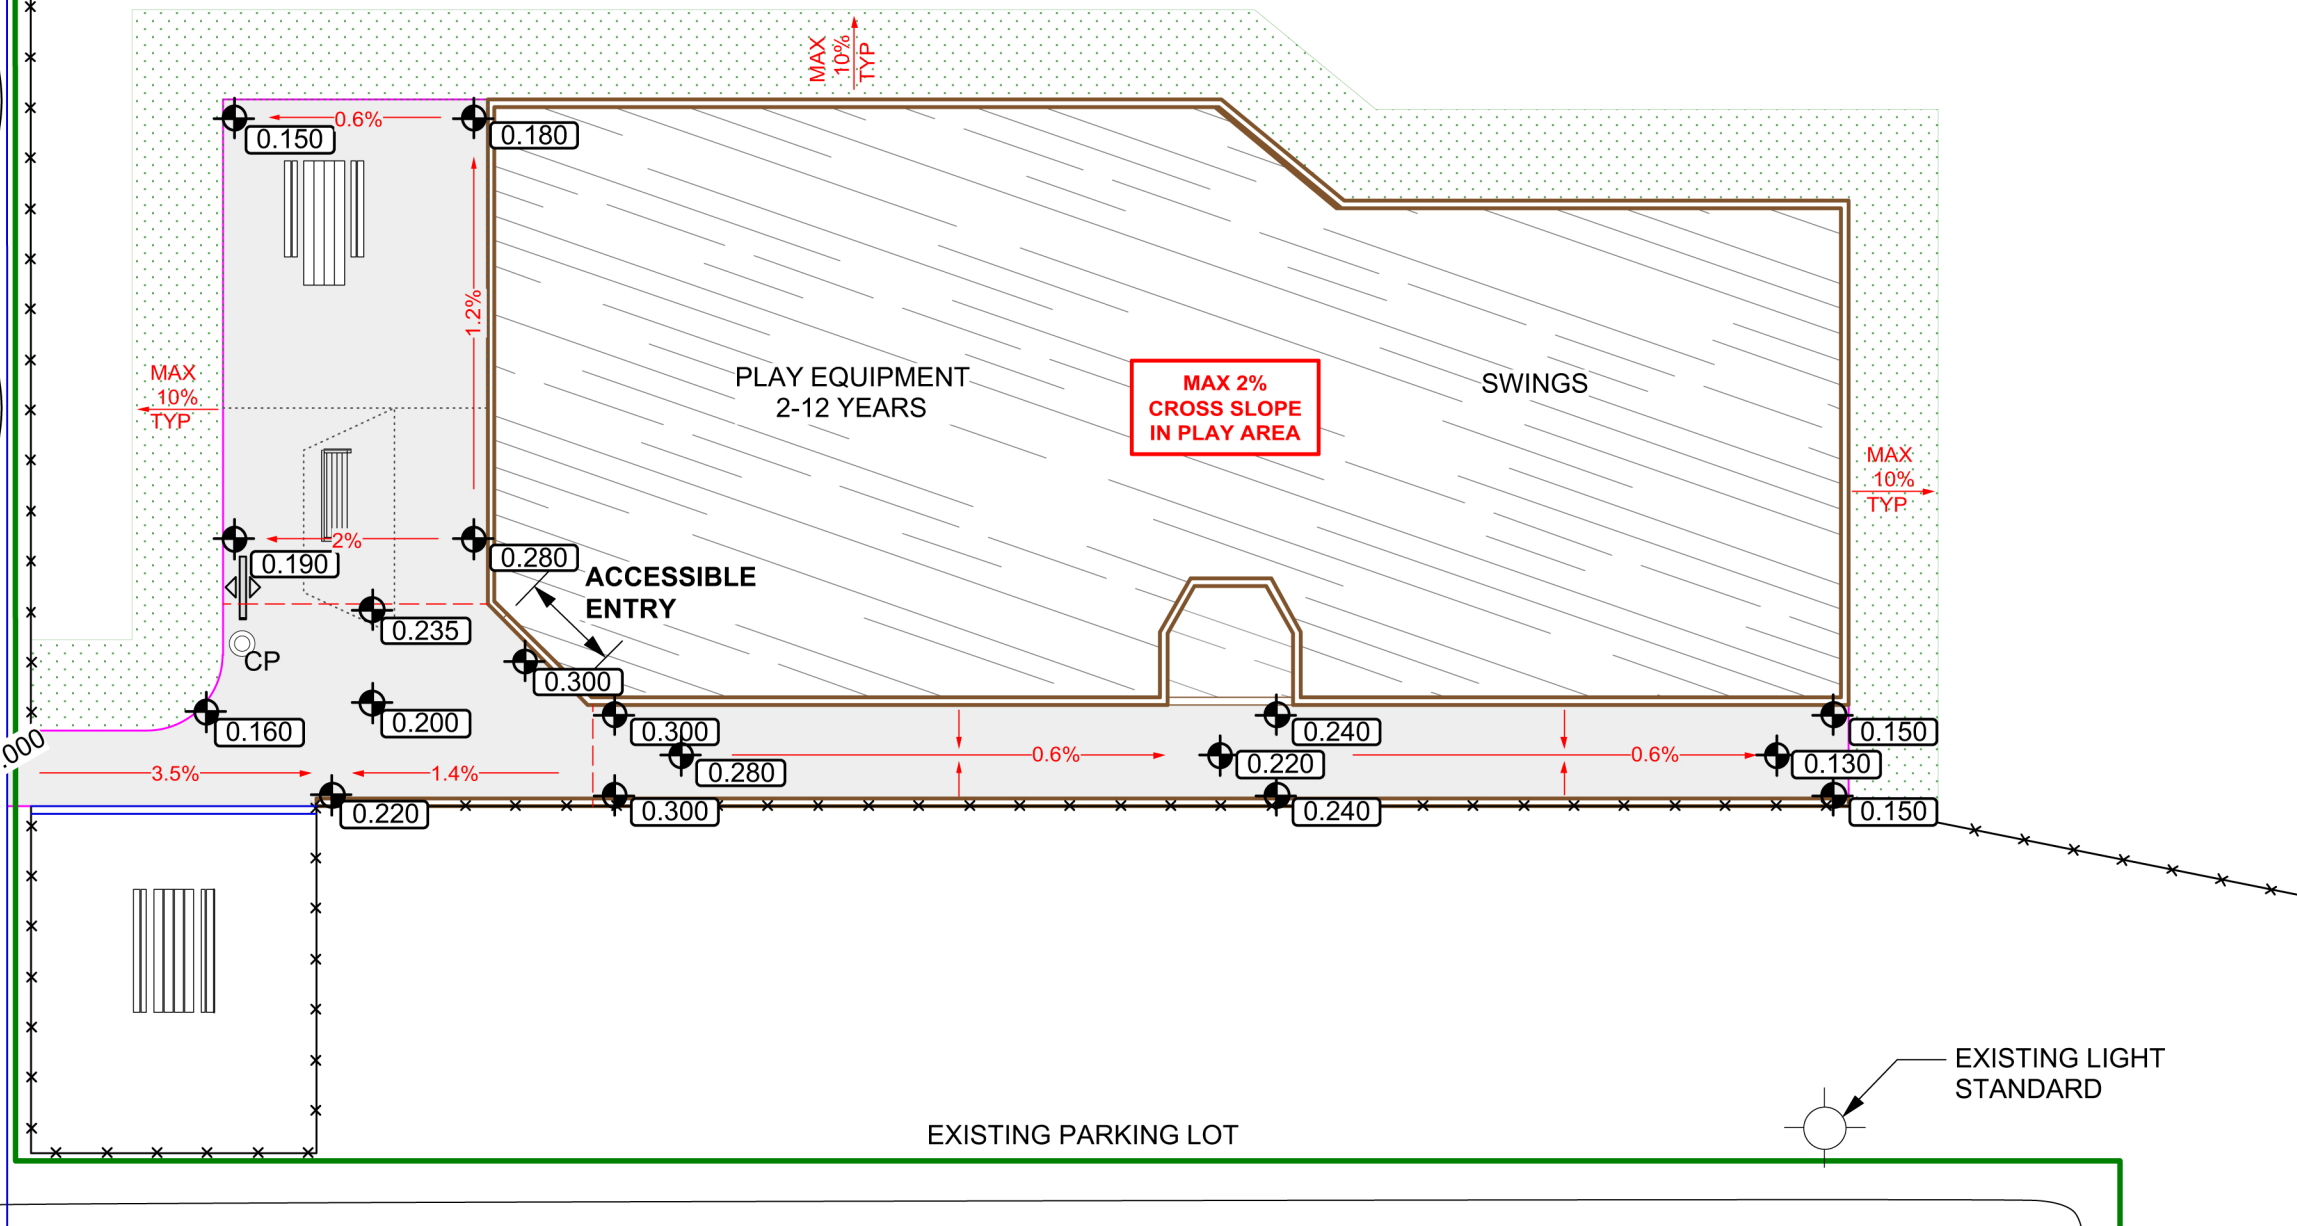 MAX
10%
TYP
0.6%
0.150
0.180
1.2%
MAX
10%
TYP
PLAY EQUIPMENT
2-12 YEARS
MAX 2%
CROSS SLOPE
IN PLAY AREA
SWINGS
MAX
10%
TYP
2%
0.190
0.280
ACCESSIBLE
ENTRY
0.235
CP
0.300
0.160
0.200
0.300
0.240
0.150
.000
0.280
0.6%
0.220
0.6%
0.130
3.5%
1.4%
0.220
0.300
0.240
0.150
EXISTING LIGHT
STANDARD
EXISTING PARKING LOT